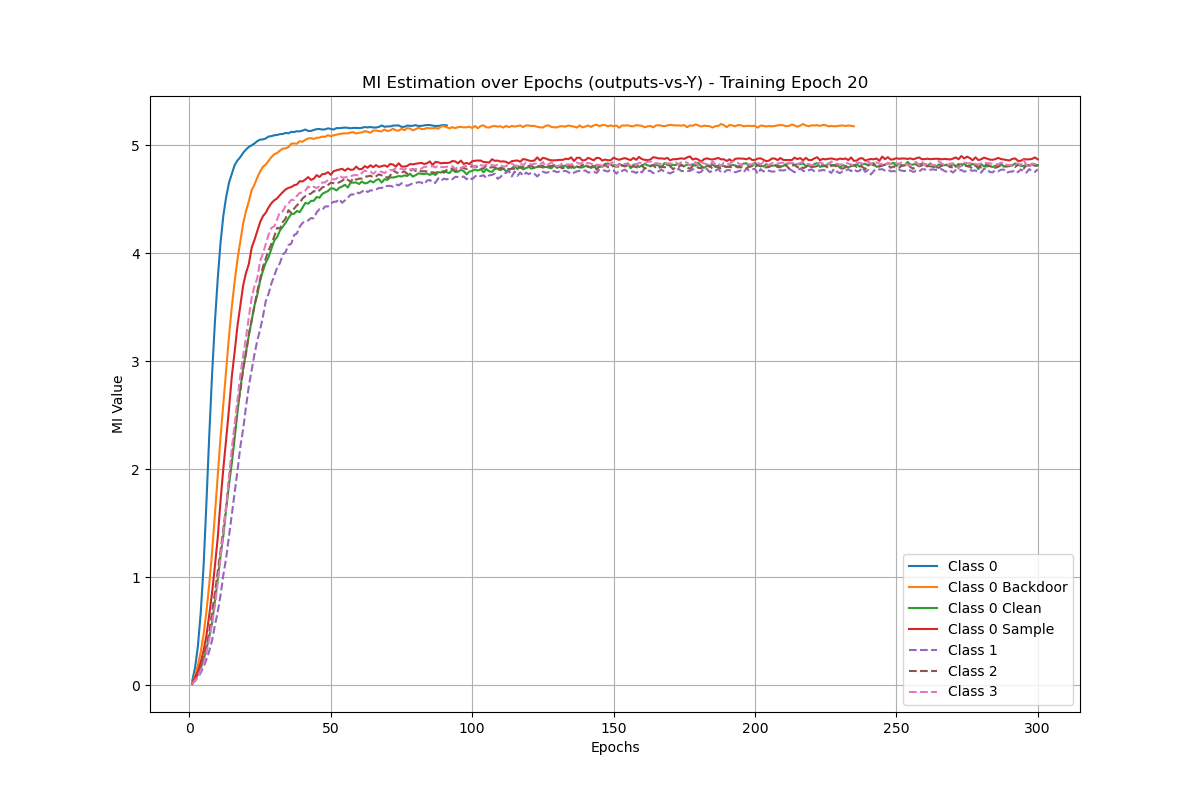 MI Estimation over Epochs (outputs-vs-Y) - Training Epoch 20
MI Value
5
4
3
2
1
0
0 50 100 150 200 250 300
Epochs
Class 0
Class 0 Backdoor
Class 0 Clean
Class 0 Sample
Class 1
Class 2
Class 3